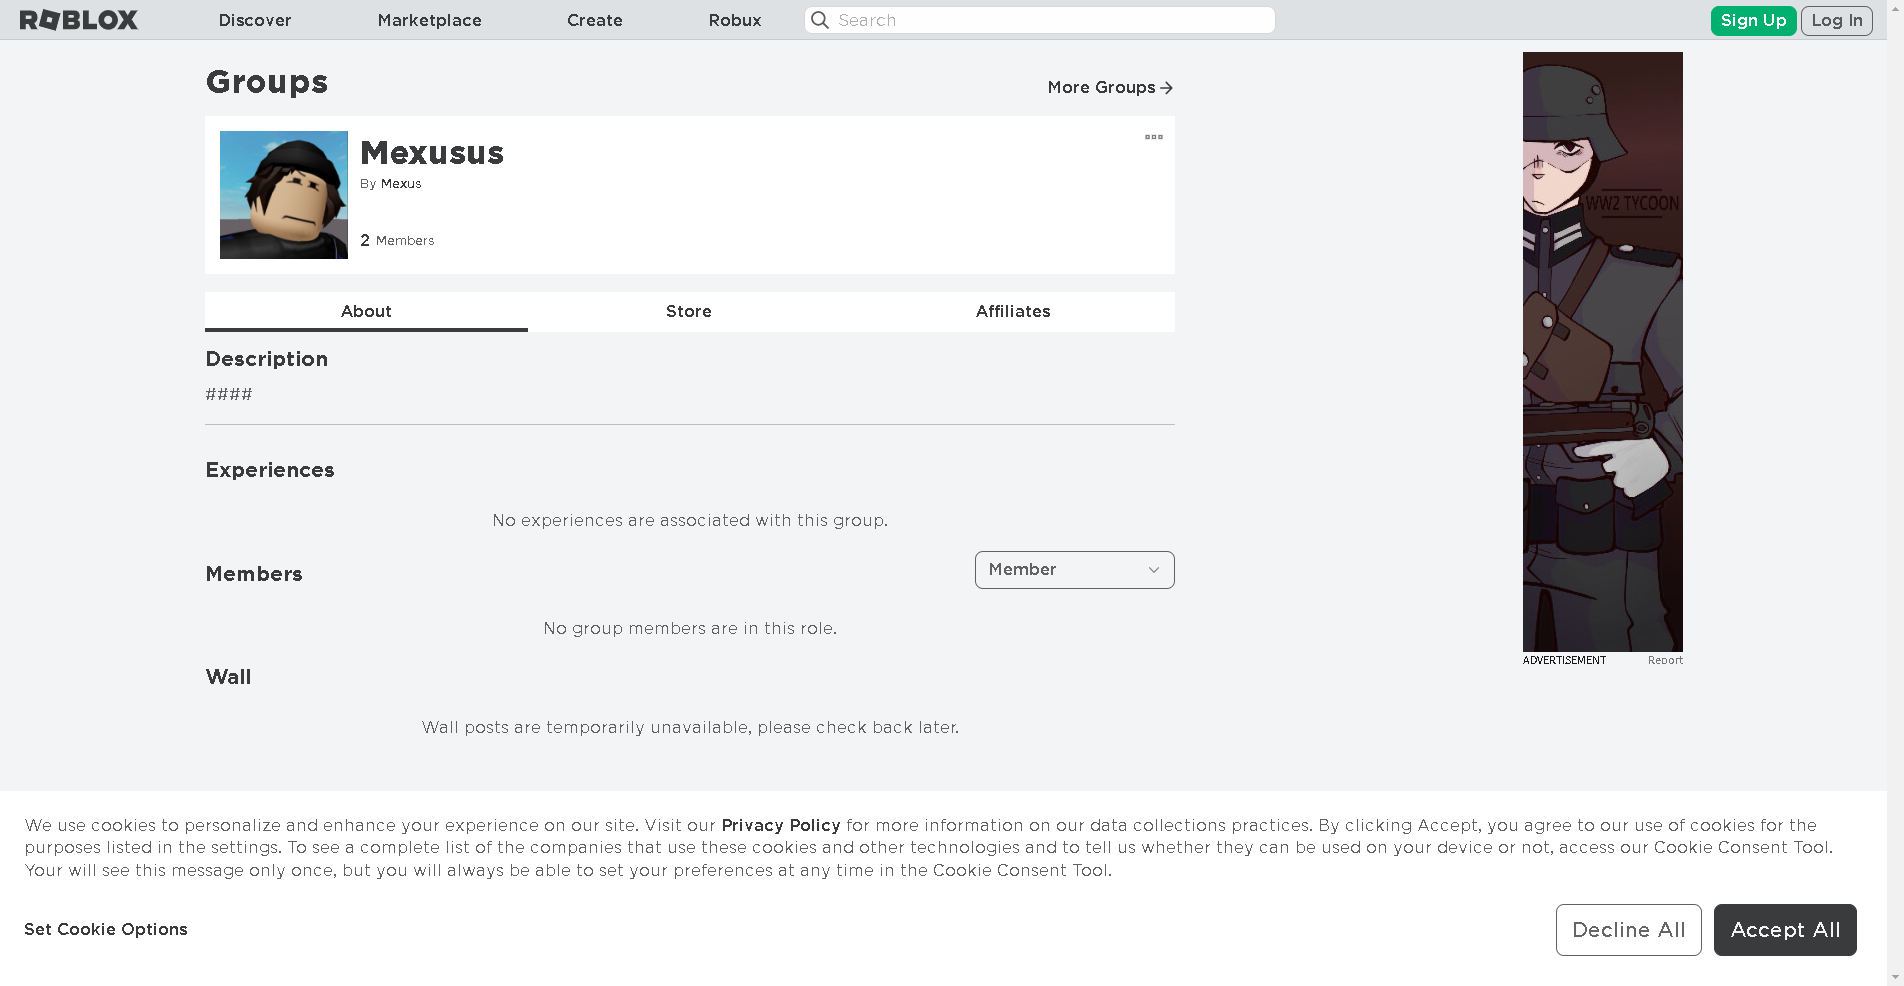 ROBLOX
Discover
Marketplace
Create
Robux
Search
Sign Up
Log In
Groups
More Groups
Mexusus
By Mexus
2 Members
WW2 TYCOON
About
Store
Affiliates
Description
####
Experiences
No experiences are associated with this group.
Members
Member
No group members are in this role.
ADVERTISEMENT
Report
Wall
Wall posts are temporarily unavailable, please check back later.
We use cookies to personalize and enhance your experience on our site. Visit our Privacy Policy for more information on our data collections practices. By clicking Accept, you agree to our use of cookies for the
purposes listed in the settings. To see a complete list of the companies that use these cookies and other technologies and to tell us whether they can be used on your device or not, access our Cookie Consent Tool.
Your will see this message only once, but you will always be able to set your preferences at any time in the Cookie Consent Tool.
Set Cookie Options
Decline All
Accept All